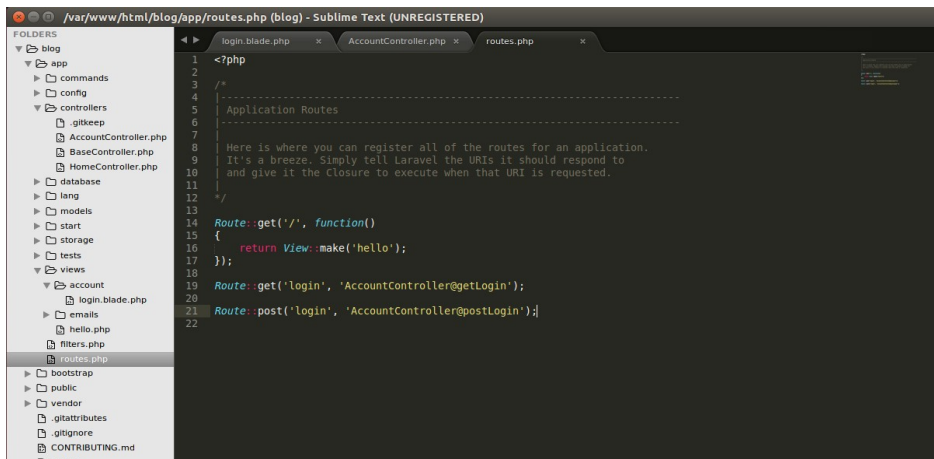 /var/www/html/blog/app/routes.php (blog) - Sublime Text (UNREGISTERED)
FOLDERS
blog
app
commands
config
controllers
.gitkeep
AccountController.php
BaseController.php
HomeController.php
database
lang
models
start
storage
tests
views
account
login.blade.php
emails
hello.php
filters.php
routes.php
bootstrap
public
vendor
.gitattributes
.gitignore
CONTRIBUTING.md
login.blade.php × AccountController.php × routes.php ×
1 <?php
2
3 /*
4 |--------------------------------------------------------------------------
5 | Application Routes
6 |--------------------------------------------------------------------------
7 |
8 | Here is where you can register all of the routes for an application.
9 | It's a breeze. Simply tell Laravel the URIs it should respond to
10 | and give it the Closure to execute when that URI is requested.
11 |
12 */
13
14 Route::get('/', function()
15 {
16 return View::make('hello');
17 });
18
19 Route::get('login', 'AccountController@getLogin');
20
21 Route::post('login', 'AccountController@postLogin');
22